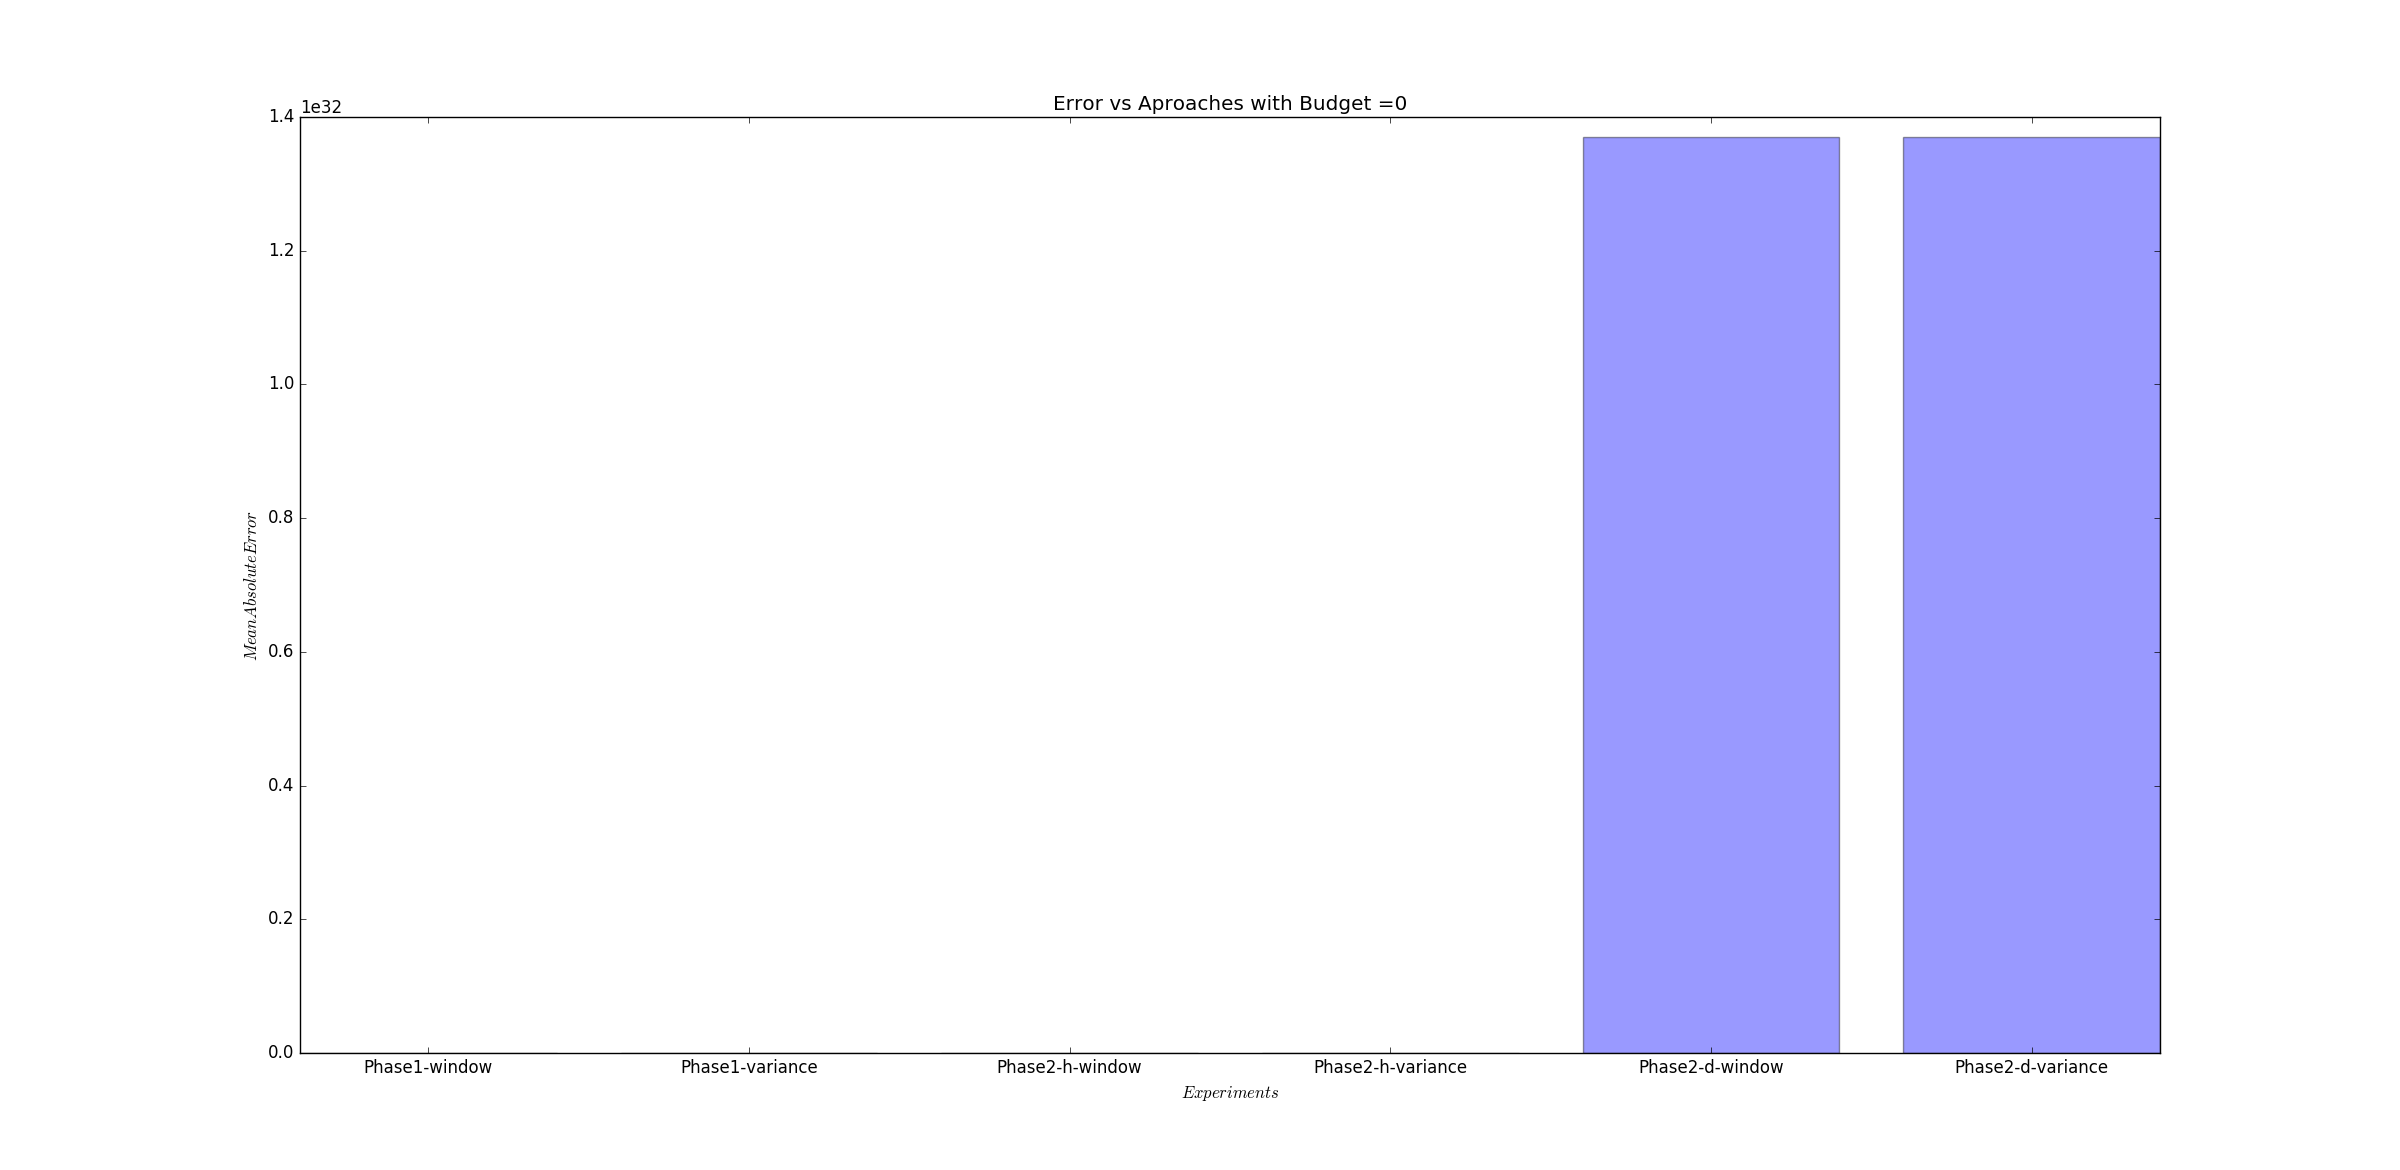 Error vs Aproaches with Budget =0
1e32
1.4
1.2
1.0
0.8
0.6
0.4
0.2
0.0
MeanAbsoluteError
Phase1-window Phase1-variance Phase2-h-window Phase2-h-variance Phase2-d-window Phase2-d-variance
Experiments